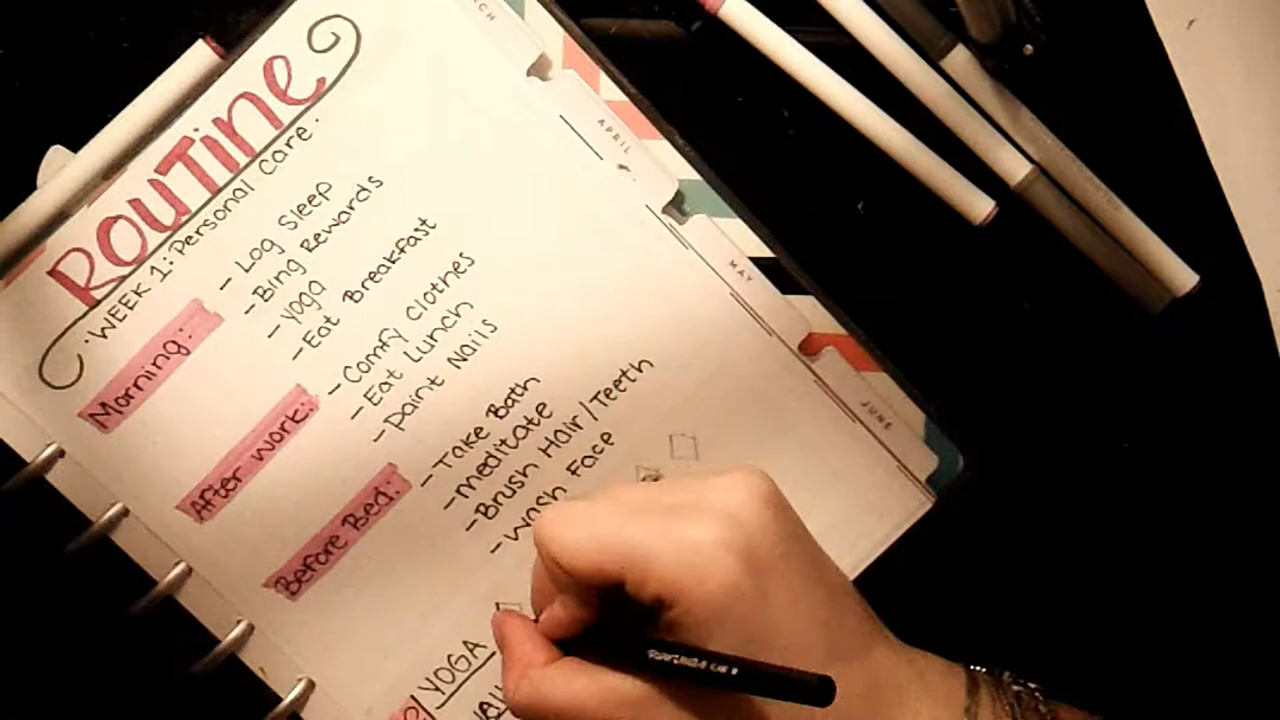 ROUTINE
· WEEK 1: Personal Care ·
Morning:
- Log Sleep
- Bing Rewards
- Yoga
- Eat Breakfast
After work:
- Comfy Clothes
- Eat Lunch
- Paint Nails
Before Bed:
- Take Bath
- Meditate
- Brush Hair/Teeth
- Wash Face
YOGA
APRIL
MAY
JUNE